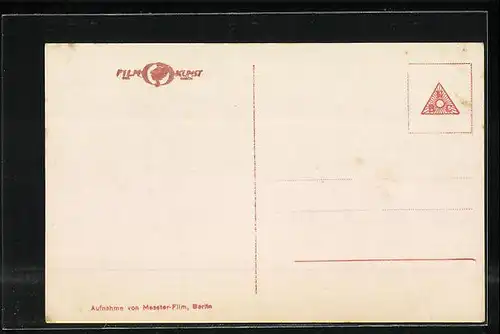 FILM KUNST
Aufnahme von Messter-Film, Berlin